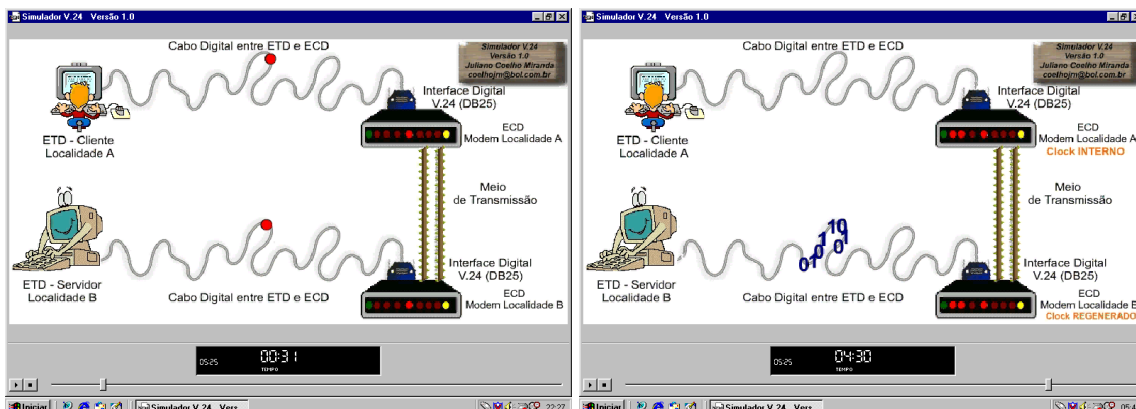 Simulador V.24 Versão 1.0
Cabo Digital entre ETD e ECD
Simulador V.24
Versão 1.0
Juliano Coelho Miranda
coelhojm@bol.com.br
Interface Digital
V.24 (DB25)
ECD
Modem Localidade A
ETD - Cliente
Localidade A
Meio
de Transmissão
Interface Digital
V.24 (DB25)
ETD - Servidor
Localidade B
Cabo Digital entre ETD e ECD
ECD
Modem Localidade B
05:25
00:31
TEMPO
Iniciar
Simulador V.24 Vers...
22:27
Simulador V.24 Versão 1.0
Cabo Digital entre ETD e ECD
Simulador V.24
Versão 1.0
Juliano Coelho Miranda
coelhojm@bol.com.br
Interface Digital
V.24 (DB25)
ECD
Modem Localidade A
Clock INTERNO
ETD - Cliente
Localidade A
Meio
de Transmissão
10
1
01
0
01
Interface Digital
V.24 (DB25)
ETD - Servidor
Localidade B
Cabo Digital entre ETD e ECD
ECD
Modem Localidade B
Clock REGENERADO
05:25
04:30
TEMPO
Iniciar
Simulador V.24 Vers...